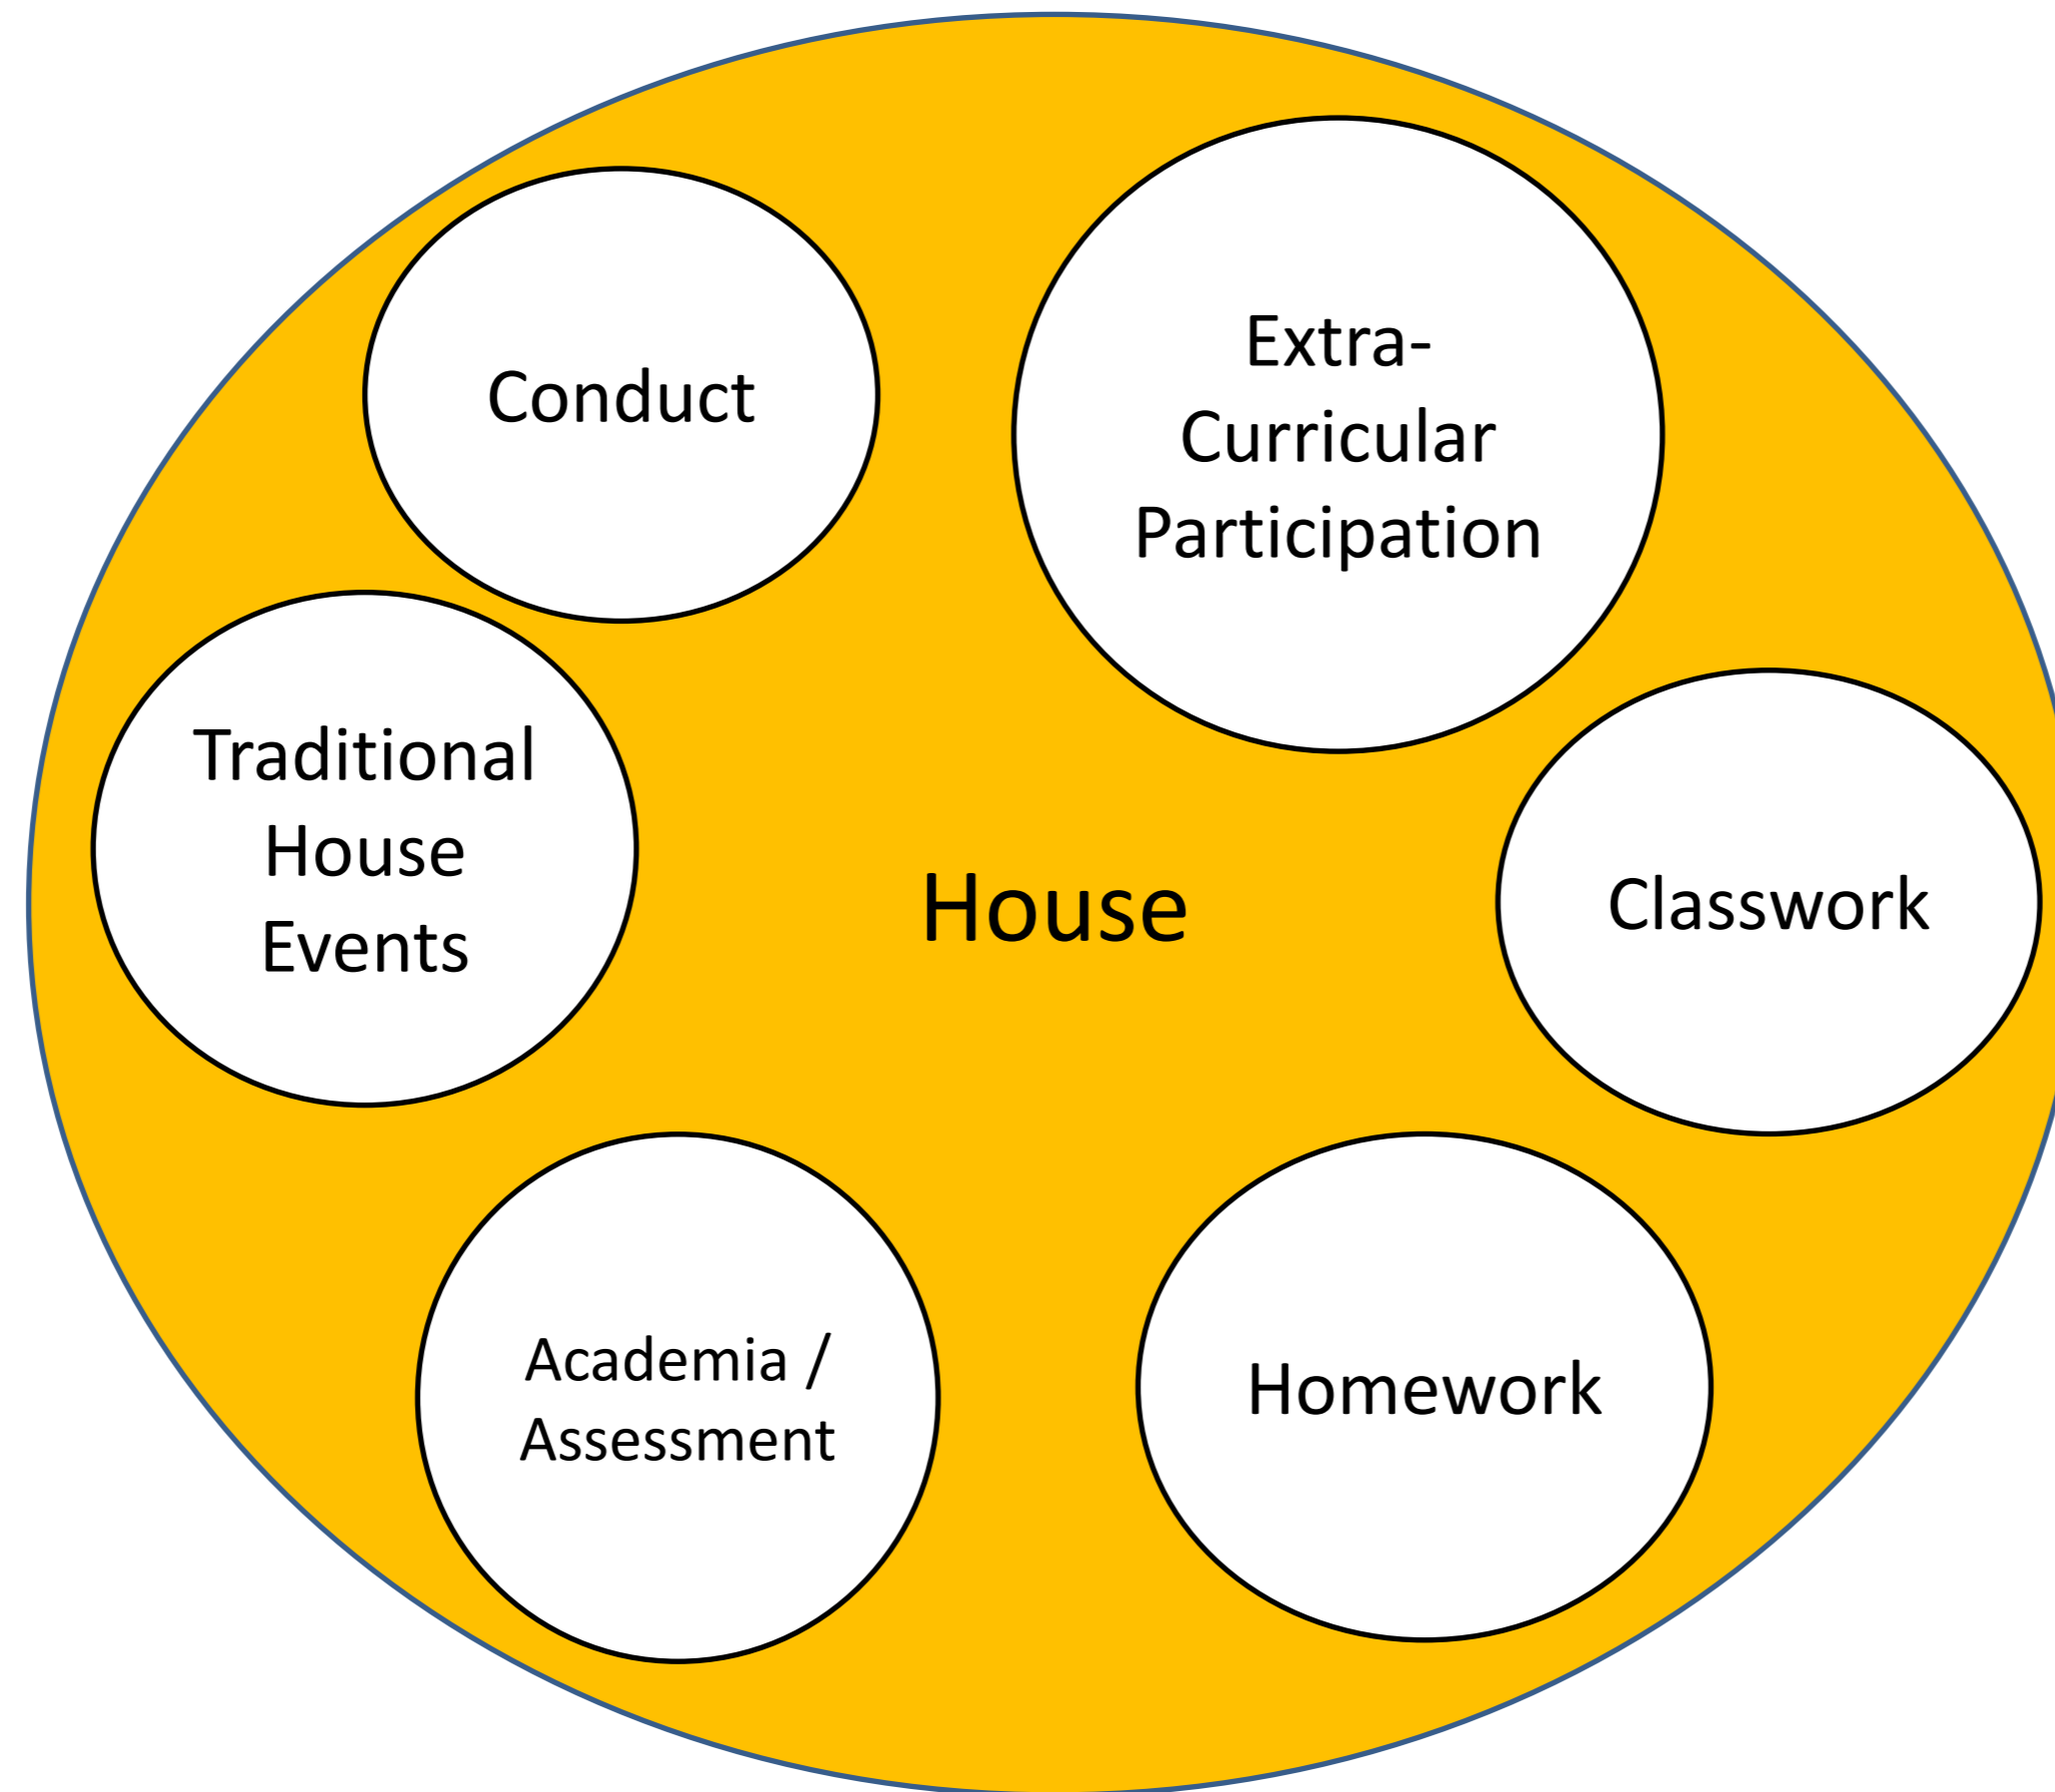 Conduct
Extra-
Curricular
Participation
Traditional
House
Events
House
Classwork
Academia /
Assessment
Homework